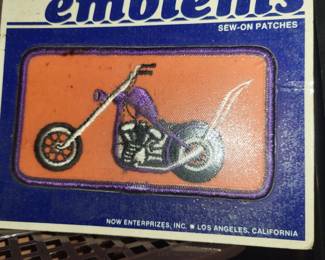 emblems
SEW-ON PATCHES
NOW ENTERPRIZES, INC. ■ LOS ANGELES, CALIFORNIA